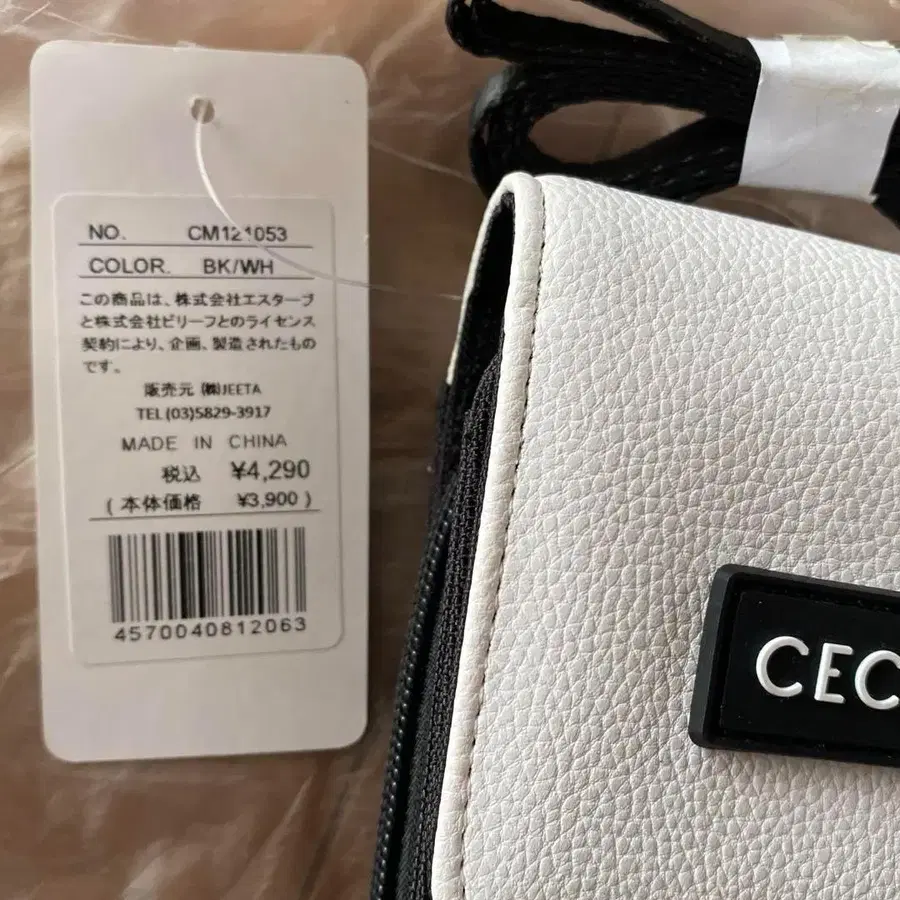 NO. CM121053
COLOR. BK/WH
この商品は、株式会社エスターブ
と株式会社ビリーフとのライセンス
契約により、企画、製造されたもの
です。
販売元 ㈱JEETA
TEL(03)5829-3917
MADE IN CHINA
税込 ¥4,290
(本体価格 ¥3,900)
4570040812063
CEC